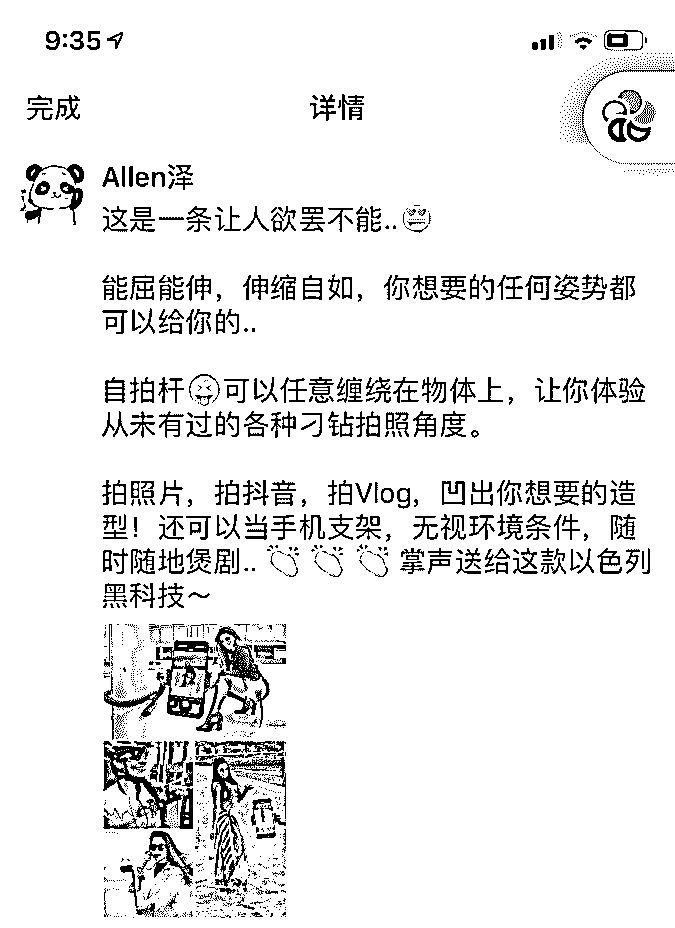 9:35
完成
详情
Allen泽
这是一条让人欲罢不能..😍
能屈能伸，伸缩自如，你想要的任何姿势都
可以给你的..
自拍杆😝可以任意缠绕在物体上，让你体验
从未有过的各种刁钻拍照角度。
拍照片，拍抖音，拍Vlog，凹出你想要的造
型！还可以当手机支架，无视环境条件，随
时随地煲剧..👏👏👏掌声送给这款以色列
黑科技～